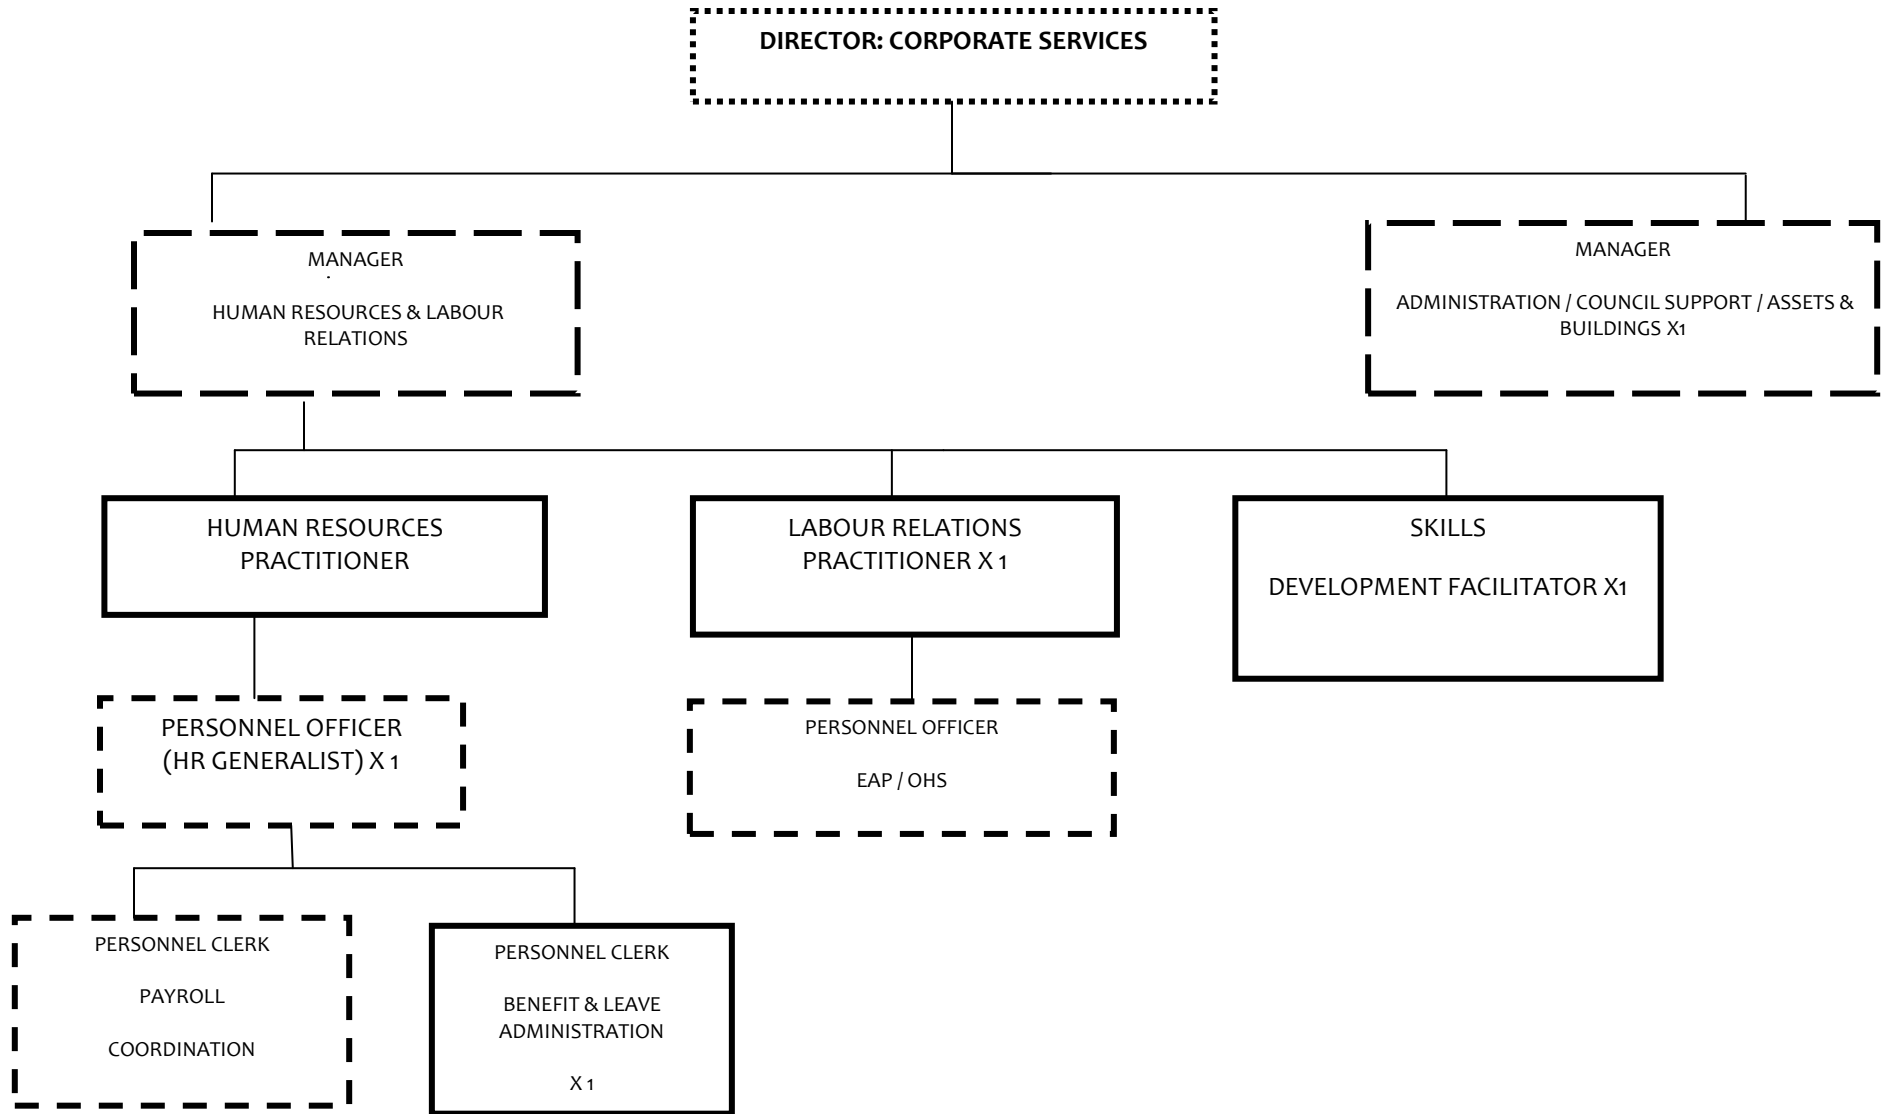 DIRECTOR: CORPORATE SERVICES
MANAGER
HUMAN RESOURCES & LABOUR
RELATIONS
MANAGER
ADMINISTRATION / COUNCIL SUPPORT / ASSETS &
BUILDINGS X1
HUMAN RESOURCES
PRACTITIONER
LABOUR RELATIONS
PRACTITIONER X 1
SKILLS
DEVELOPMENT FACILITATOR X1
PERSONNEL OFFICER
(HR GENERALIST) X 1
PERSONNEL OFFICER
EAP / OHS
PERSONNEL CLERK
PAYROLL
COORDINATION
PERSONNEL CLERK
BENEFIT & LEAVE
ADMINISTRATION
X 1